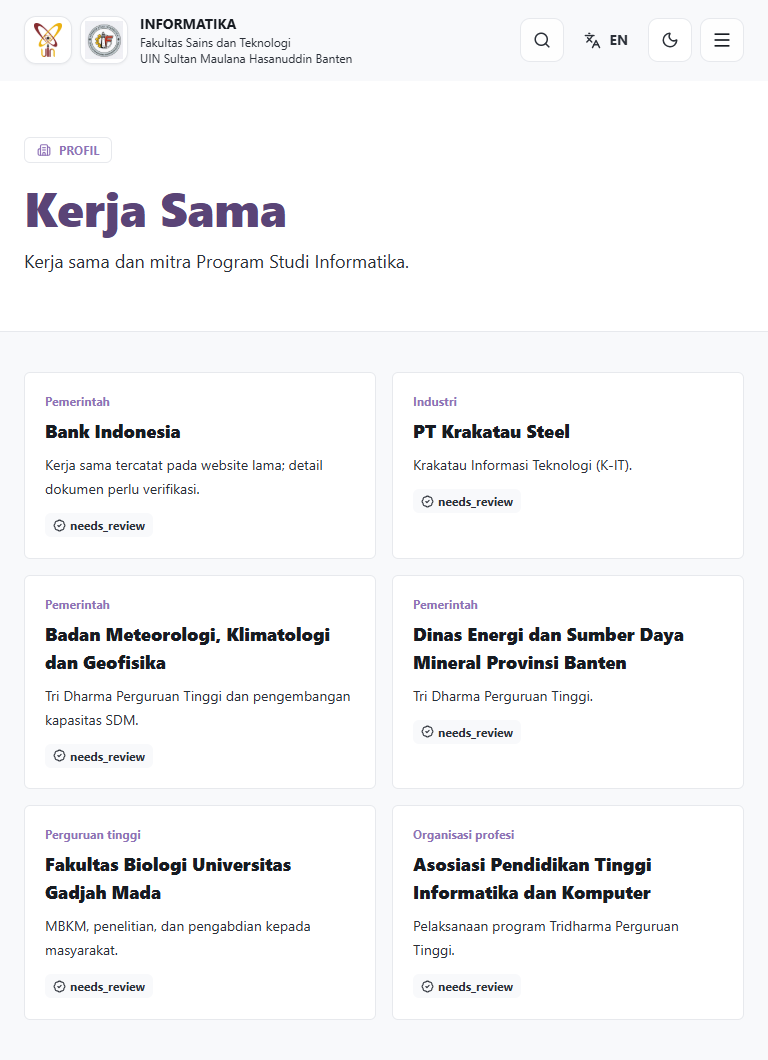 UIN
INFORMATIKA
Fakultas Sains dan Teknologi
UIN Sultan Maulana Hasanuddin Banten
EN
PROFIL
Kerja Sama
Kerja sama dan mitra Program Studi Informatika.
Pemerintah
Bank Indonesia
Kerja sama tercatat pada website lama; detail
dokumen perlu verifikasi.
needs_review
Industri
PT Krakatau Steel
Krakatau Informasi Teknologi (K-IT).
needs_review
Pemerintah
Badan Meteorologi, Klimatologi
dan Geofisika
Tri Dharma Perguruan Tinggi dan pengembangan
kapasitas SDM.
needs_review
Pemerintah
Dinas Energi dan Sumber Daya
Mineral Provinsi Banten
Tri Dharma Perguruan Tinggi.
needs_review
Perguruan tinggi
Fakultas Biologi Universitas
Gadjah Mada
MBKM, penelitian, dan pengabdian kepada
masyarakat.
needs_review
Organisasi profesi
Asosiasi Pendidikan Tinggi
Informatika dan Komputer
Pelaksanaan program Tridharma Perguruan
Tinggi.
needs_review